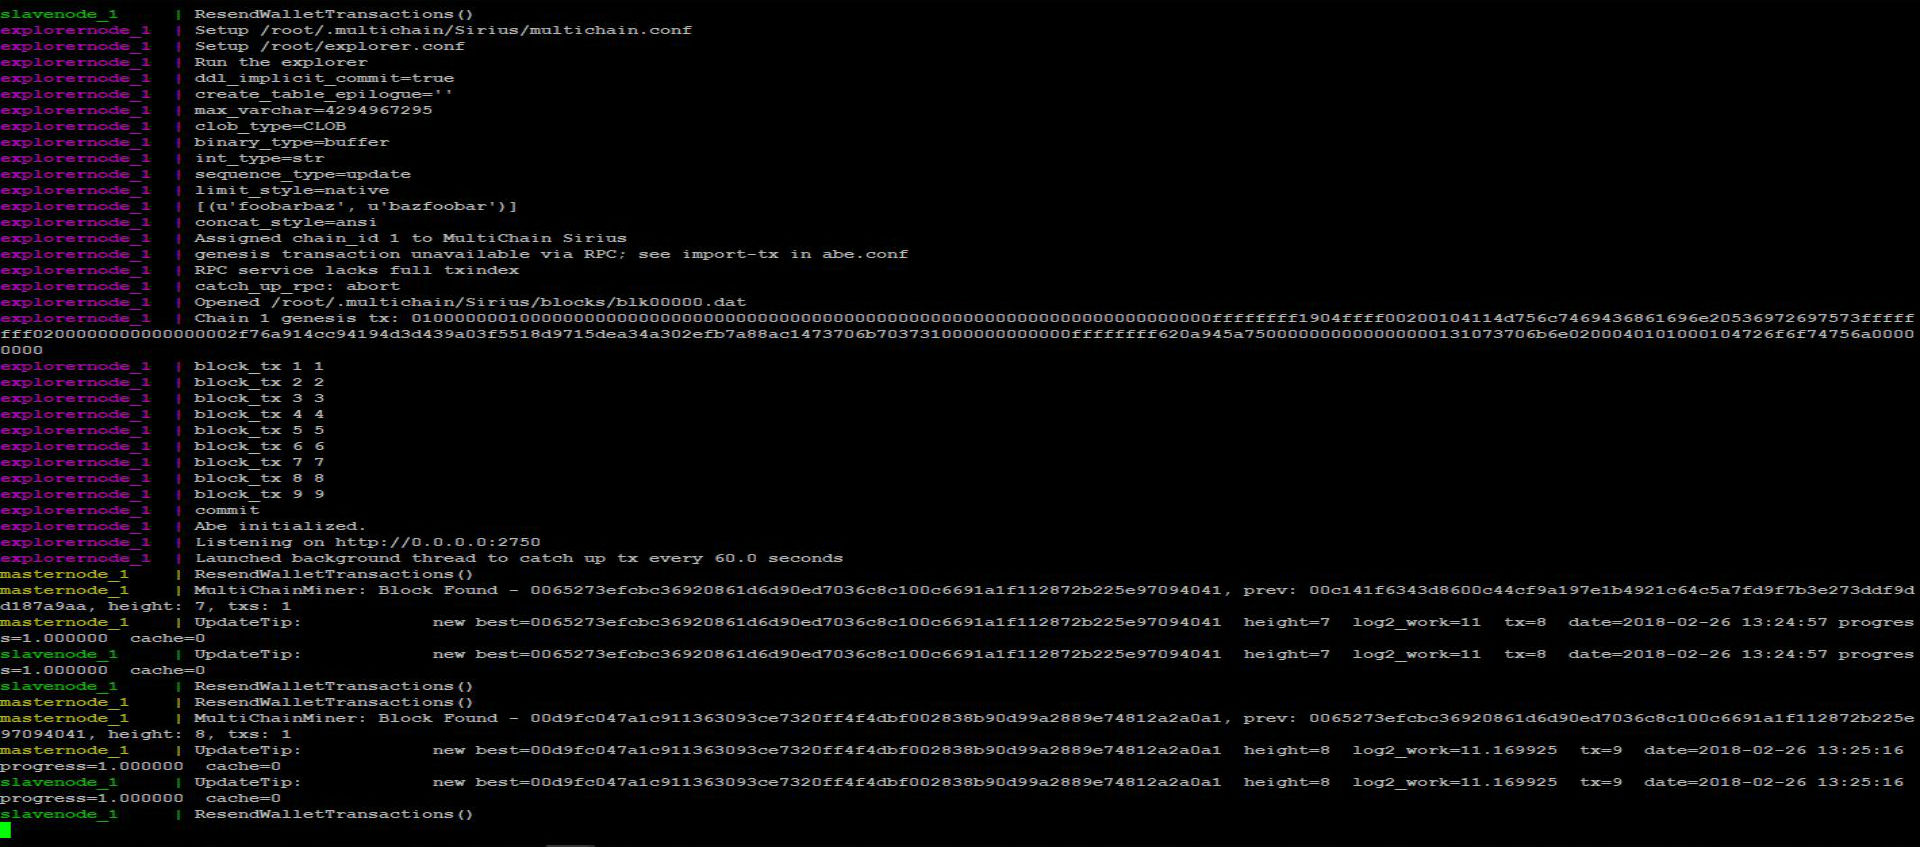 slavenode_1 | ResendWalletTransactions()
explorernode_1 | Setup /root/.multichain/Sirius/multichain.conf
explorernode_1 | Setup /root/explorer.conf
explorernode_1 | Run the explorer
explorernode_1 | ddl_implicit_commit=true
explorernode_1 | create_table_epilogue=''
explorernode_1 | max_varchar=4294967295
explorernode_1 | clob_type=CLOB
explorernode_1 | binary_type=buffer
explorernode_1 | int_type=str
explorernode_1 | sequence_type=update
explorernode_1 | limit_style=native
explorernode_1 | [(u'foobarbaz', u'bazfoobar')]
explorernode_1 | concat_style=ansi
explorernode_1 | Assigned chain_id 1 to MultiChain Sirius
explorernode_1 | genesis transaction unavailable via RPC; see import-tx in abe.conf
explorernode_1 | RPC service lacks full txindex
explorernode_1 | catch_up_rpc: abort
explorernode_1 | Opened /root/.multichain/Sirius/blocks/blk00000.dat
explorernode_1 | Chain 1 genesis tx:
0000
explorernode_1 | block_tx 1 1
explorernode_1 | block_tx 2 2
explorernode_1 | block_tx 3 3
explorernode_1 | block_tx 4 4
explorernode_1 | block_tx 5 5
explorernode_1 | block_tx 6 6
explorernode_1 | block_tx 7 7
explorernode_1 | block_tx 8 8
explorernode_1 | block_tx 9 9
explorernode_1 | commit
explorernode_1 | Abe initialized.
explorernode_1 | Listening on http://0.0.0.0:2750
explorernode_1 | Launched background thread to catch up tx every 60.0 seconds
masternode_1 | ResendWalletTransactions()
masternode_1 | MultiChainMiner: Block Found - 0065273efcbc36920861d6d90ed7036c8c100c6691a1f112872b225e97094041, prev: 00c141f6343d8600c44cf9a197e1b4921c64c5a7fd9f7b3e273ddf9d
d187a9aa, height: 7, txs: 1
masternode_1 | UpdateTip: new best=0065273efcbc36920861d6d90ed7036c8c100c6691a1f112872b225e97094041 height=7 log2_work=11 tx=8 date=2018-02-26 13:24:57 progres
s=1.000000 cache=0
slavenode_1 | UpdateTip: new best=0065273efcbc36920861d6d90ed7036c8c100c6691a1f112872b225e97094041 height=7 log2_work=11 tx=8 date=2018-02-26 13:24:57 progres
s=1.000000 cache=0
slavenode_1 | ResendWalletTransactions()
masternode_1 | ResendWalletTransactions()
masternode_1 | MultiChainMiner: Block Found - 00d9fc047a1c911363093ce7320ff4f4dbf002838b90d99a2889e74812a2a0a1, prev: 0065273efcbc36920861d6d90ed7036c8c100c6691a1f112872b225e
97094041, height: 8, txs: 1
masternode_1 | UpdateTip: new best=00d9fc047a1c911363093ce7320ff4f4dbf002838b90d99a2889e74812a2a0a1 height=8 log2_work=11.169925 tx=9 date=2018-02-26 13:25:16
progress=1.000000 cache=0
slavenode_1 | UpdateTip: new best=00d9fc047a1c911363093ce7320ff4f4dbf002838b90d99a2889e74812a2a0a1 height=8 log2_work=11.169925 tx=9 date=2018-02-26 13:25:16
progress=1.000000 cache=0
slavenode_1 | ResendWalletTransactions()